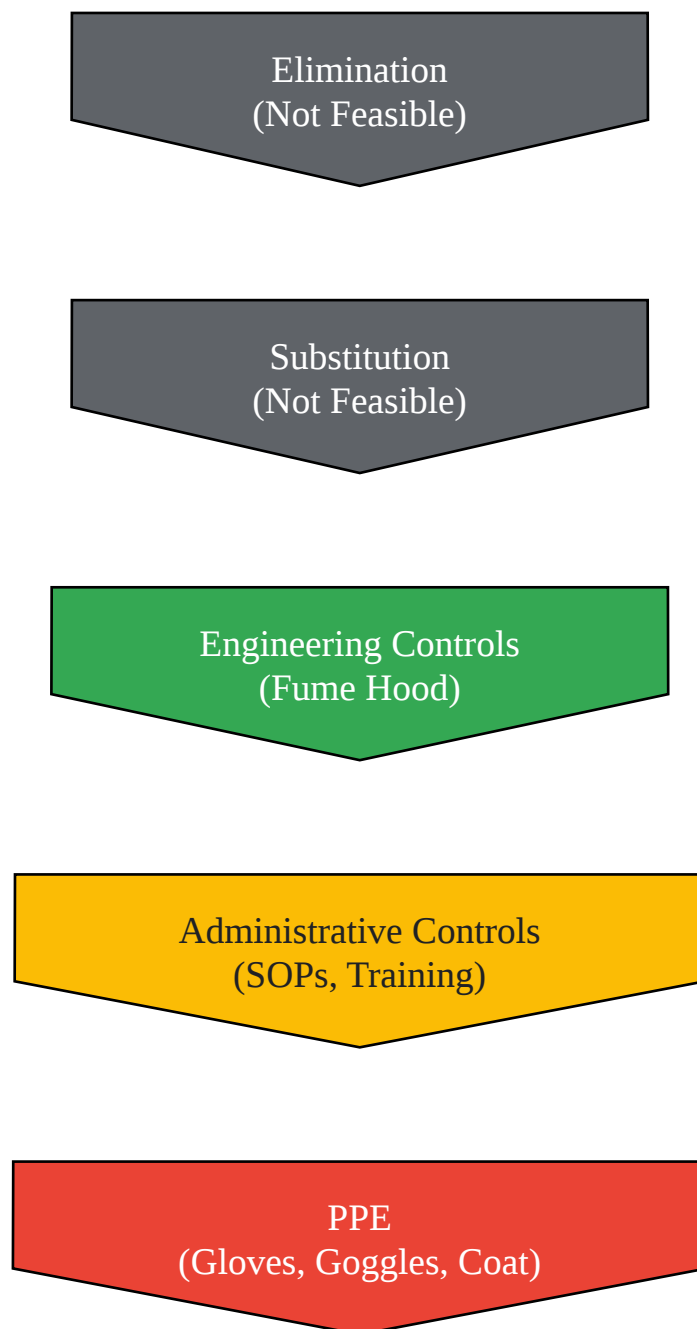 Elimination
(Not Feasible)
Substitution
(Not Feasible)
Engineering Controls
(Fume Hood)
Administrative Controls
(SOPs, Training)
PPE
(Gloves, Goggles, Coat)